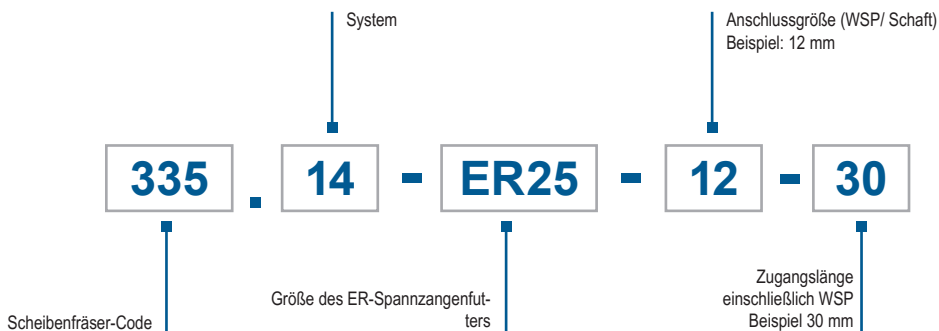 System
Anschlussgröße (WSP/ Schaft)
Beispiel: 12 mm
335 . 14 - ER25 - 12 - 30
Scheibenfräser-Code
Größe des ER-Spannzangenfut-
ters
Zugangslänge
einschließlich WSP
Beispiel 30 mm